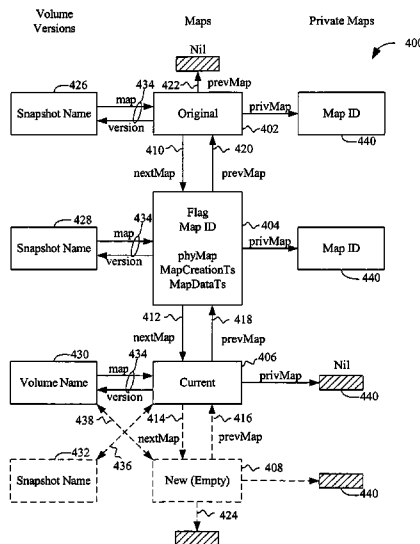 Volume
Versions
Maps
Private Maps
Nil
400
426
434
422
prevMap
Snapshot Name
map
version
Original
privMap
Map ID
402
440
410
420
nextMap
prevMap
428
434
Flag
Map ID
404
Snapshot Name
map
version
phyMap
MapCreationTs
MapDataTs
privMap
Map ID
440
412
418
nextMap
prevMap
430
434
406
Nil
Volume Name
map
version
Current
privMap
440
438
414
416
432
nextMap
prevMap
436
408
Snapshot Name
New (Empty)
440
424